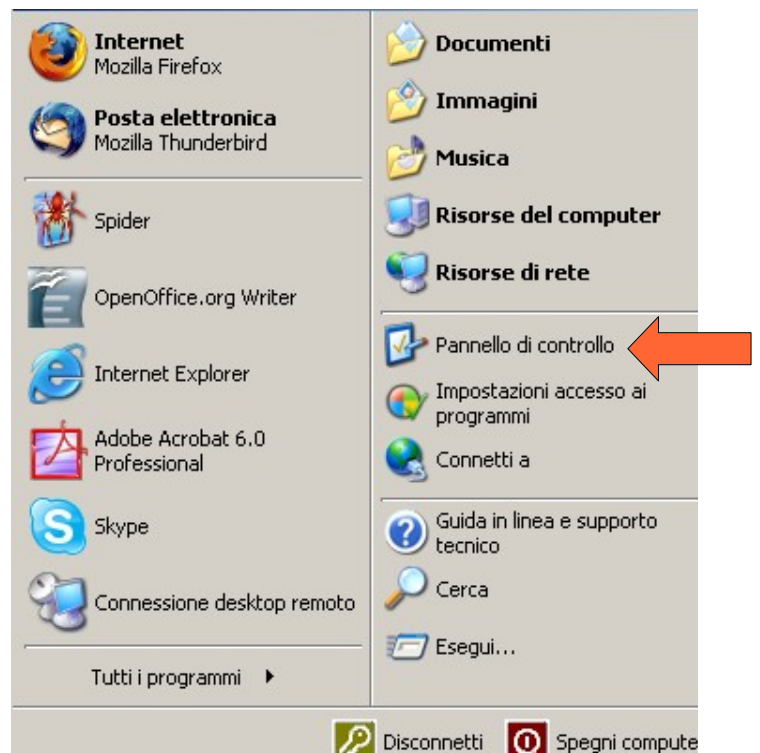 Internet
Mozilla Firefox
Posta elettronica
Mozilla Thunderbird
Spider
OpenOffice.org Writer
Internet Explorer
Adobe Acrobat 6.0
Professional
Skype
Connessione desktop remoto
Tutti i programmi
Documenti
Immagini
Musica
Risorse del computer
Risorse di rete
Pannello di controllo
Impostazioni accesso ai
programmi
Connetti a
Guida in linea e supporto
tecnico
Cerca
Esegui...
Disconnetti
Spegni compute